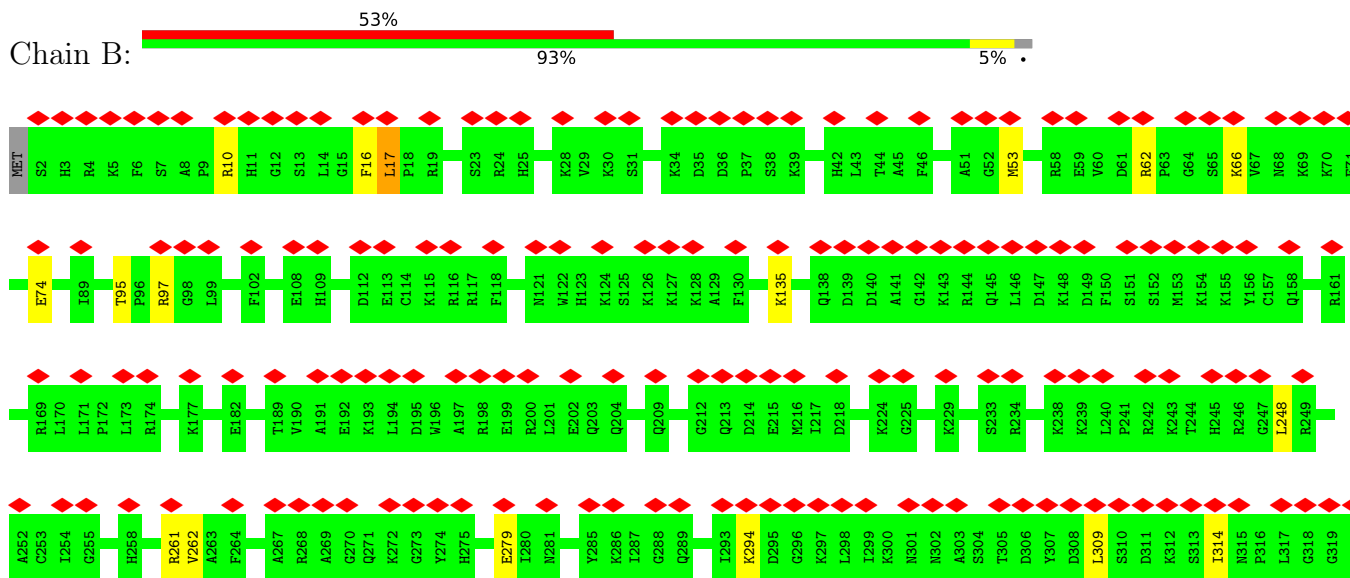 53%
Chain B:
93% 5% •
MET S2 H3 R4 K5 F6 S7 A8 P9 R10 H11 G12 S13 L14 G15 F16 L17 P18 R19 S23 R24 H25 K28 V29 K30 S31 K34 D35 D36 P37 S38 K39 H42 L43 T44 A45 F46 A51 G52 M53 R58 E59 V60 D61 R62 P63 G64 S65 K66 V67 N68 K69 K70 E71
E74 I89 T95 P96 R97 G98 L99 F102 E108 H109 D112 E113 C114 K115 R116 R117 F118 N121 W122 H123 K124 S125 K126 K127 K128 A129 F130 K135 Q138 D139 D140 A141 G142 K143 R144 Q145 L146 D147 K148 D149 F150 S151 S152 M153 K154 K155 Y156 C157 Q158 R161
R169 L170 L171 P172 L173 R174 K177 E182 T189 V190 A191 E192 K193 L194 D195 W196 A197 R198 E199 R200 L201 E202 Q203 Q204 Q209 G212 Q213 D214 E215 M216 I217 D218 K224 G225 K229 S233 R234 K238 K239 L240 P241 R242 K243 T244 H245 R246 G247 L248 R249
A252 C253 I254 G255 H258 R261 V262 A263 F264 A267 R268 A269 G270 Q271 K272 G273 Y274 H275 E279 I280 N281 Y285 K286 I287 G288 Q289 I293 K294 D295 G296 K297 L298 I299 K300 N301 N302 A303 S304 T305 D306 Y307 D308 L309 S310 D311 K312 S313 I314 N315 P316 L317 G318 G319